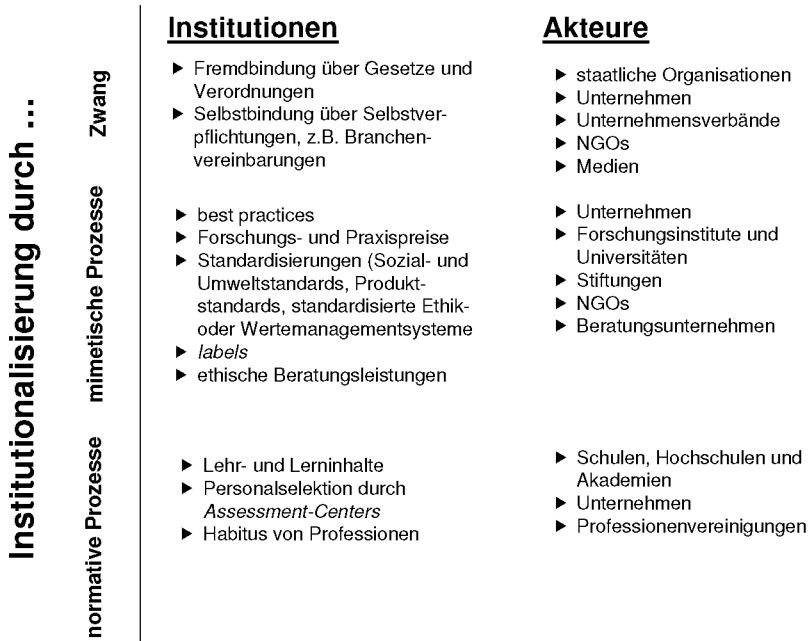 Institutionalisierung durch ...
Institutionen
Akteure
Zwang
► Fremdbindung über Gesetze und
Verordnungen
► Selbstbindung über Selbstver-
pflichtungen, z.B. Branchen-
vereinbarungen
► staatliche Organisationen
► Unternehmen
► Unternehmensverbände
► NGOs
► Medien
mimetische Prozesse
► best practices
► Forschungs- und Praxispreise
► Standardisierungen (Sozial- und
Umweltstandards, Produkt-
standards, standardisierte Ethik-
oder Wertemanagementsysteme
► labels
► ethische Beratungsleistungen
► Unternehmen
► Forschungsinstitute und
Universitäten
► Stiftungen
► NGOs
► Beratungsunternehmen
normative Prozesse
► Lehr- und Lerninhalte
► Personalselektion durch
Assessment-Centers
► Habitus von Professionen
► Schulen, Hochschulen und
Akademien
► Unternehmen
► Professionenvereinigungen